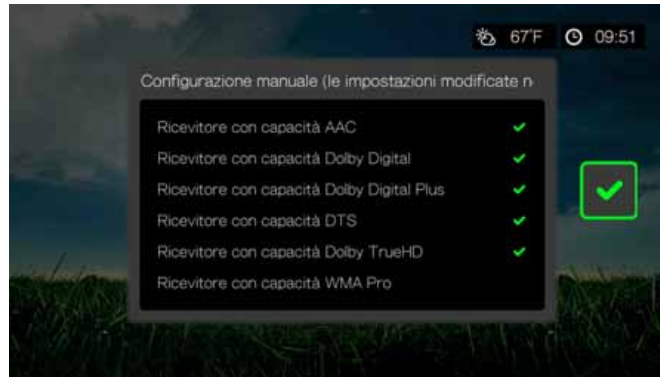 67°F 09:51
Configurazione manuale (le impostazioni modificate n
Ricevitore con capacità AAC
Ricevitore con capacità Dolby Digital
Ricevitore con capacità Dolby Digital Plus
Ricevitore con capacità DTS
Ricevitore con capacità Dolby TrueHD
Ricevitore con capacità WMA Pro